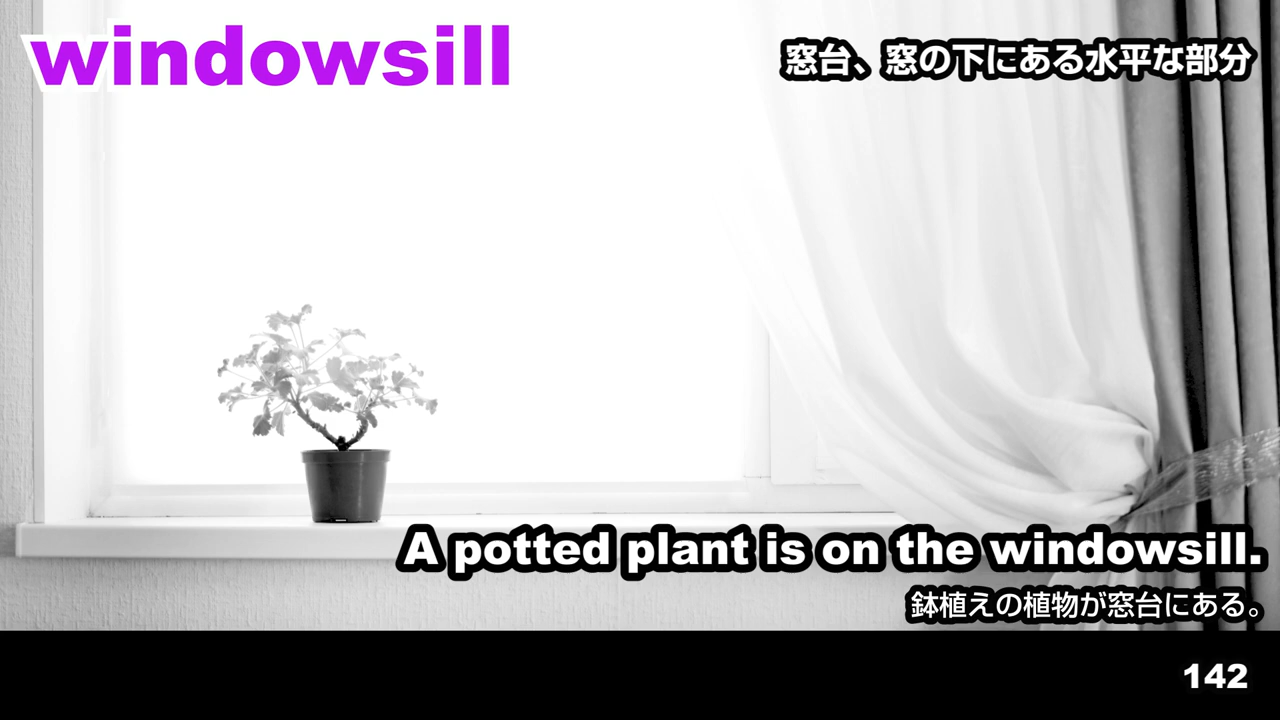 windowsill
窓台、窓の下にある水平な部分
A potted plant is on the windowsill.
鉢植えの植物が窓台にある。
142